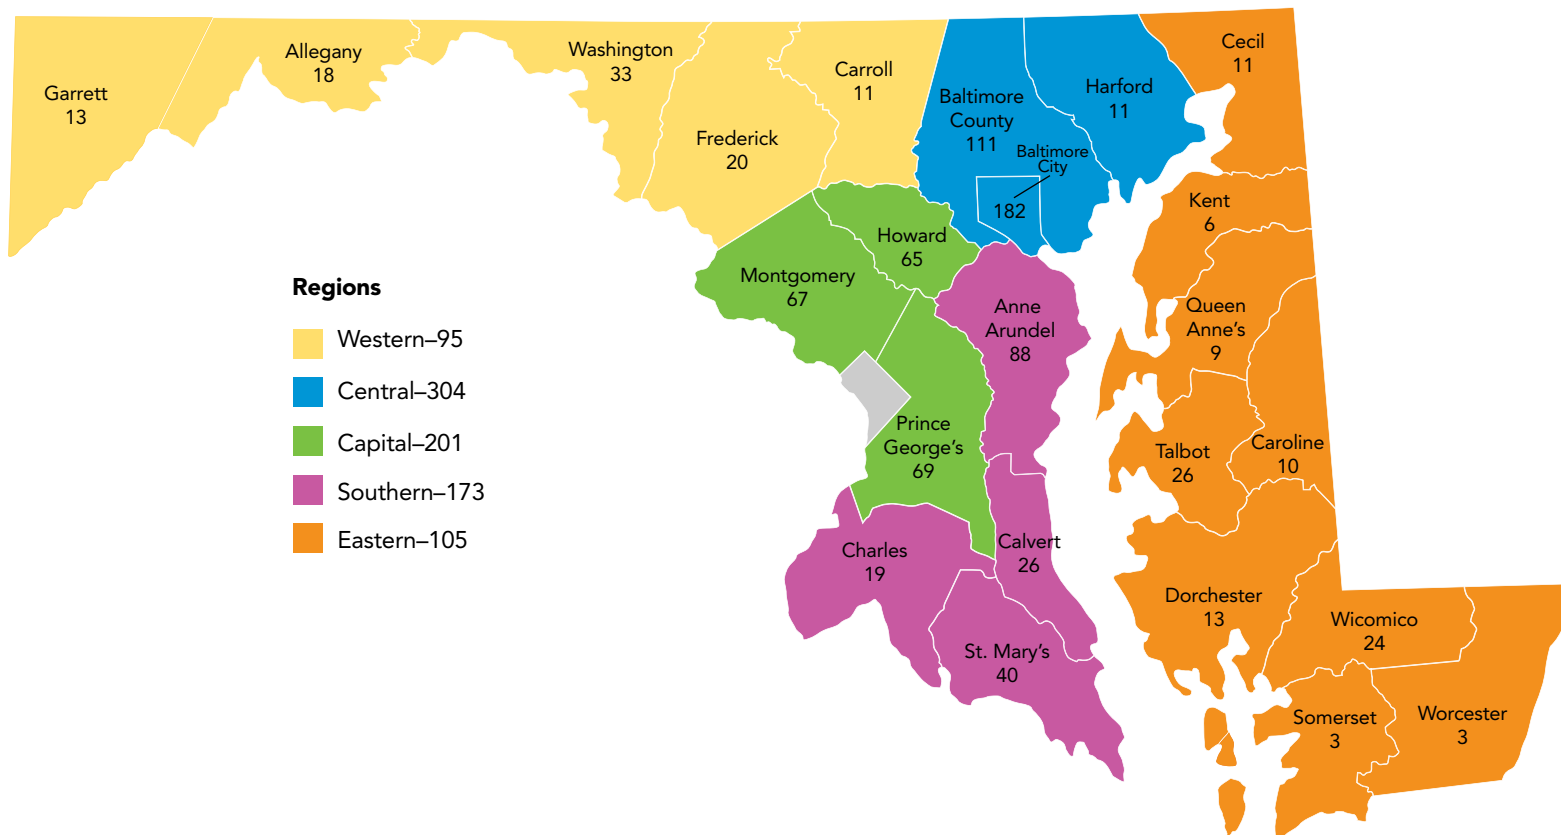 Garrett
13
Allegany
18
Washington
33
Frederick
20
Carroll
11
Baltimore
County
111
Baltimore
City
182
Harford
11
Cecil
11
Kent
6
Queen
Anne’s
9
Talbot
26
Caroline
10
Howard
65
Montgomery
67
Anne
Arundel
88
Prince
George’s
69
Charles
19
Calvert
26
St. Mary’s
40
Dorchester
13
Wicomico
24
Somerset
3
Worcester
3
Regions
Western–95
Central–304
Capital–201
Southern–173
Eastern–105